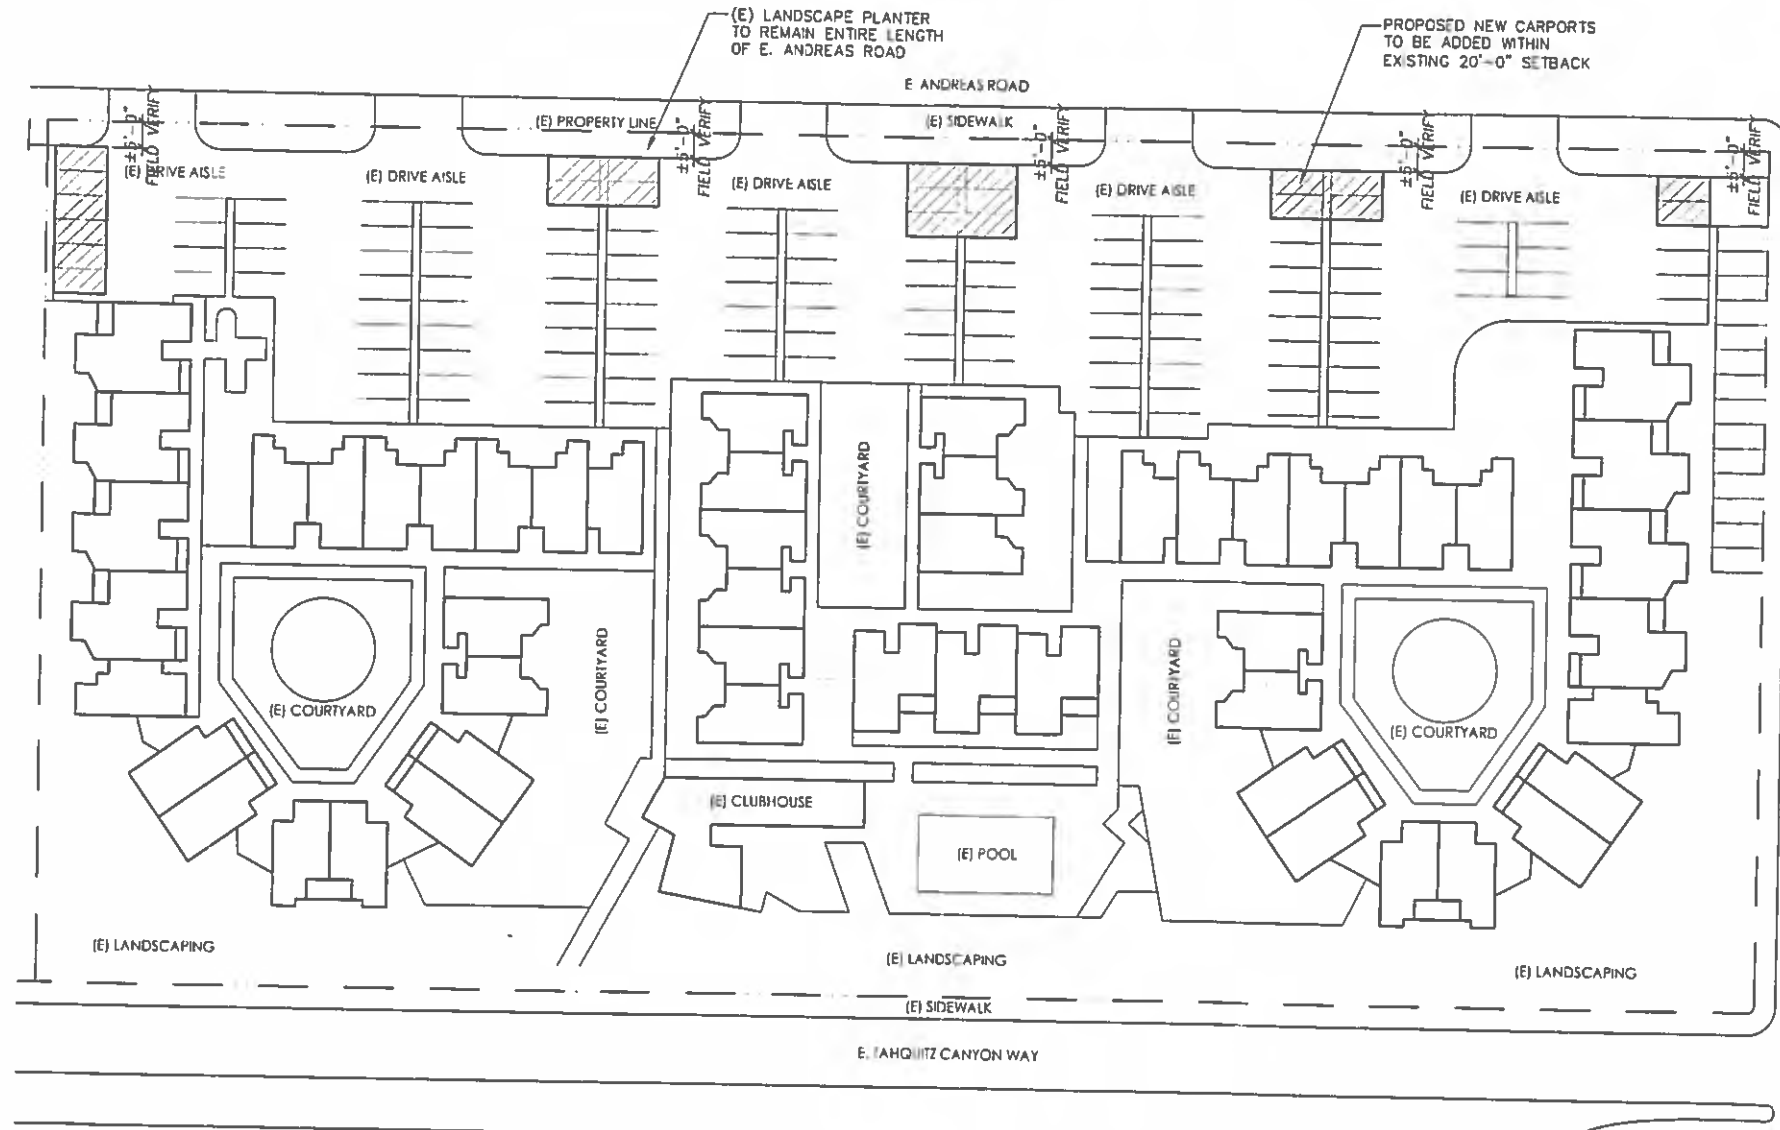 (E) LANDSCAPE PLANTER
TO REMAIN ENTIRE LENGTH
OF E. ANDREAS ROAD
PROPOSED NEW CARPORTS
TO BE ADDED WITHIN
EXISTING 20'-0" SETBACK
E ANDREAS ROAD
±5'-0"
FIELD VERIFY
(E) PROPERTY LINE
±5'-0"
FIELD VERIFY
(E) SIDEWALK
±5'-0"
FIELD VERIFY
±5'-0"
FIELD VERIFY
±5'-0"
FIELD VERIFY
(E) DRIVE AISLE
(E) DRIVE AISLE
(E) DRIVE AISLE
(E) DRIVE AISLE
(E) DRIVE AISLE
(E) COURTYARD
(E) COURTYARD
(E) COURTYARD
(E) COURTYARD
(E) COURTYARD
(E) CLUBHOUSE
(E) POOL
(E) LANDSCAPING
(E) LANDSCAPING
(E) LANDSCAPING
(E) SIDEWALK
E. TAHQUITZ CANYON WAY